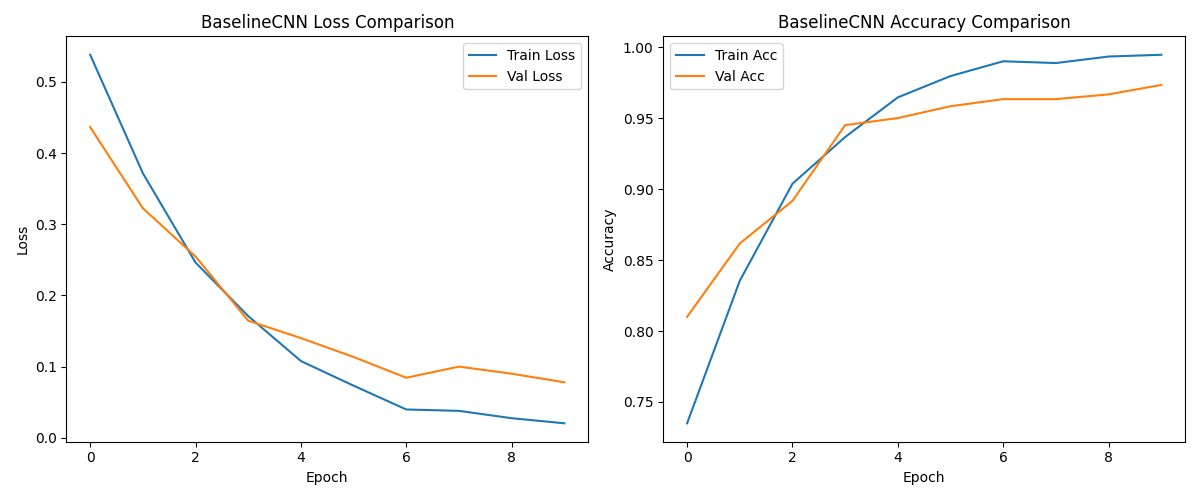 BaselineCNN Loss Comparison
Train Loss
Val Loss
0.5
0.4
0.3
0.2
0.1
0.0
Loss
0 2 4 6 8
Epoch
BaselineCNN Accuracy Comparison
Train Acc
Val Acc
1.00
0.95
0.90
0.85
0.80
0.75
Accuracy
0 2 4 6 8
Epoch